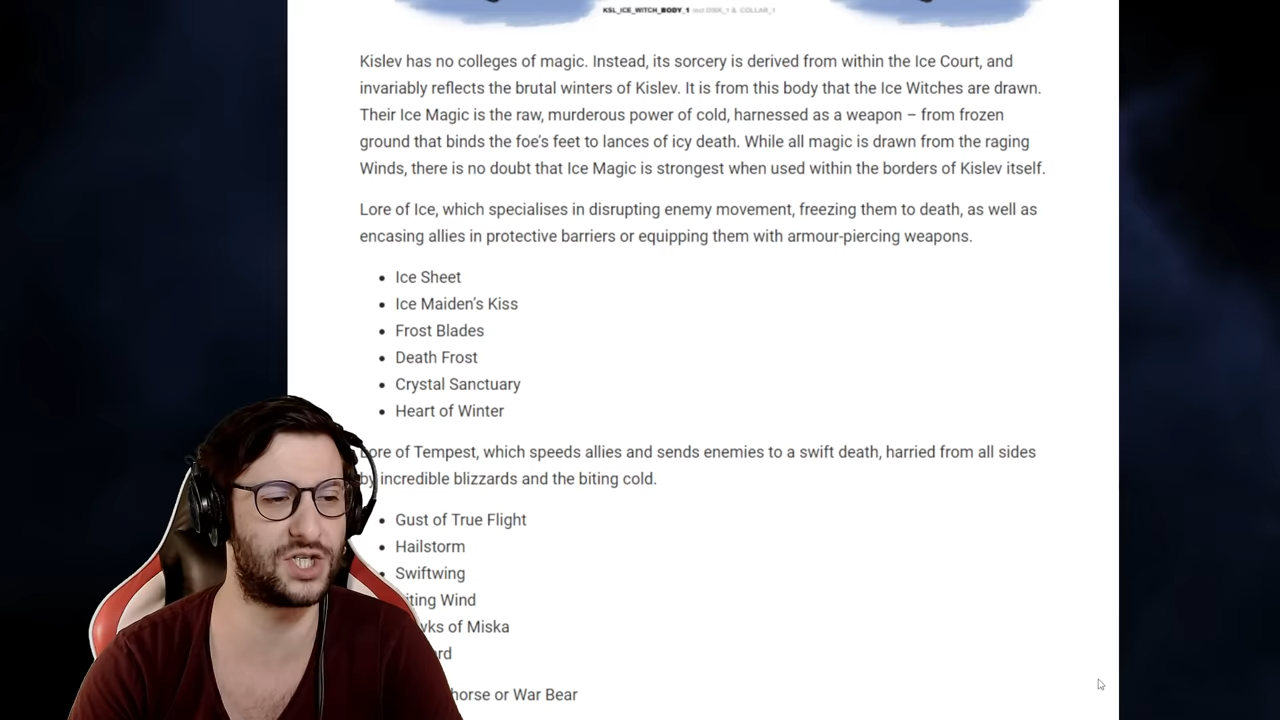 KSL_ICE_WITCH_BODY_1 incl DISK_1 & COLLAR_1
Kislev has no colleges of magic. Instead, its sorcery is derived from within the Ice Court, and
invariably reflects the brutal winters of Kislev. It is from this body that the Ice Witches are drawn.
Their Ice Magic is the raw, murderous power of cold, harnessed as a weapon – from frozen
ground that binds the foe's feet to lances of icy death. While all magic is drawn from the raging
Winds, there is no doubt that Ice Magic is strongest when used within the borders of Kislev itself.
Lore of Ice, which specialises in disrupting enemy movement, freezing them to death, as well as
encasing allies in protective barriers or equipping them with armour-piercing weapons.
• Ice Sheet
• Ice Maiden's Kiss
• Frost Blades
• Death Frost
• Crystal Sanctuary
• Heart of Winter
Lore of Tempest, which speeds allies and sends enemies to a swift death, harried from all sides
by incredible blizzards and the biting cold.
• Gust of True Flight
• Hailstorm
• Swiftwing
iting Wind
wks of Miska
rd
horse or War Bear